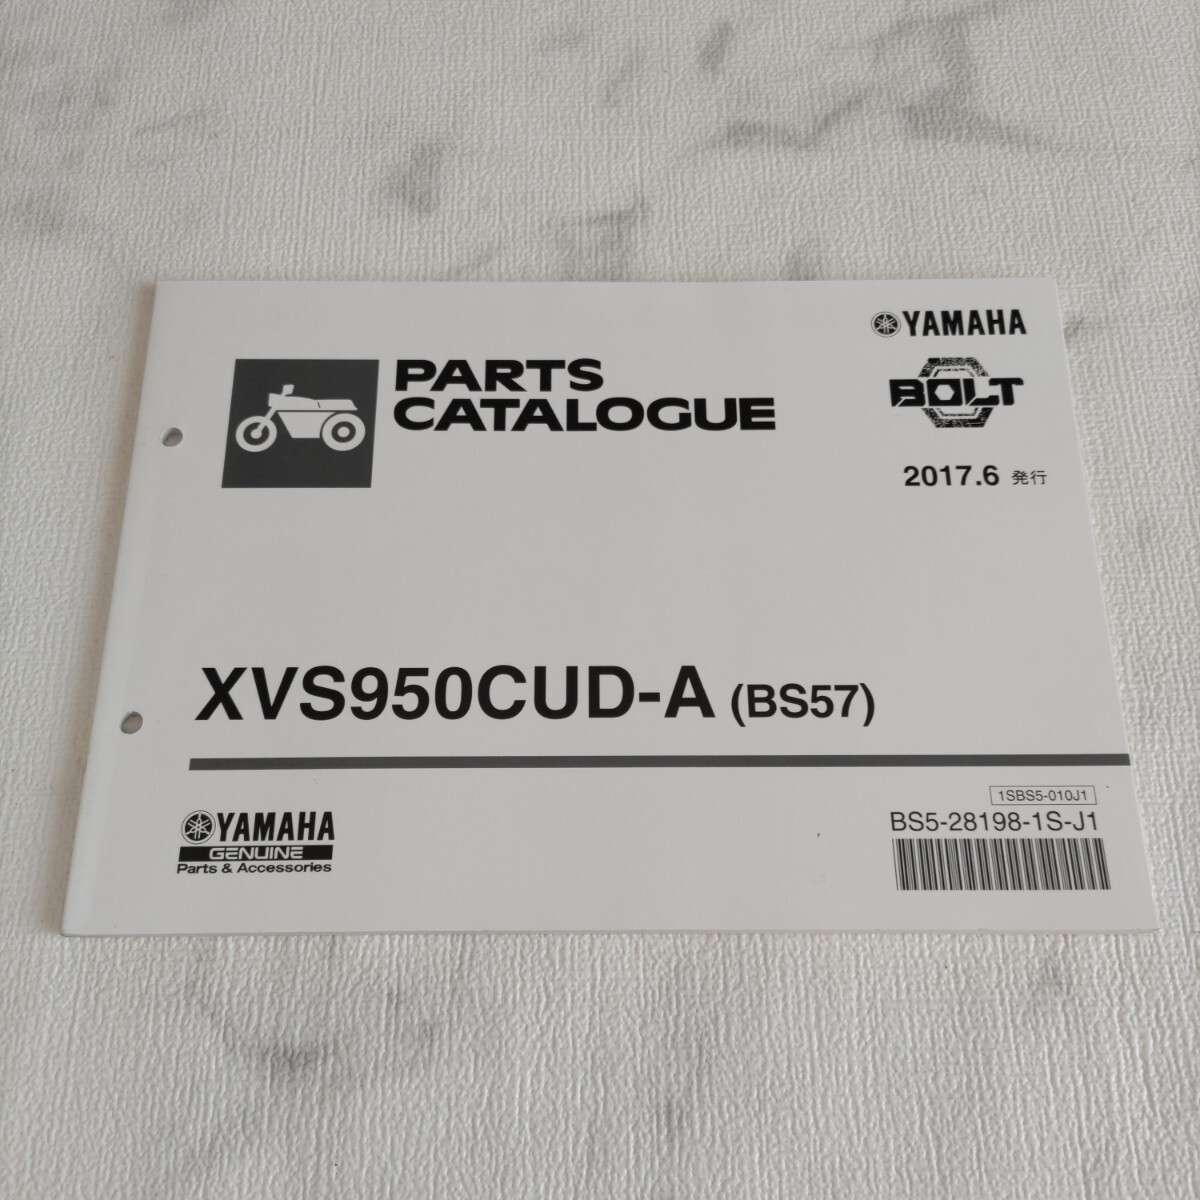 YAMAHA
PARTS
CATALOGUE
BOLT
2017.6 発行
XVS950CUD-A (BS57)
1SBS5-010J1
BS5-28198-1S-J1
YAMAHA
GENUINE
Parts & Accessories